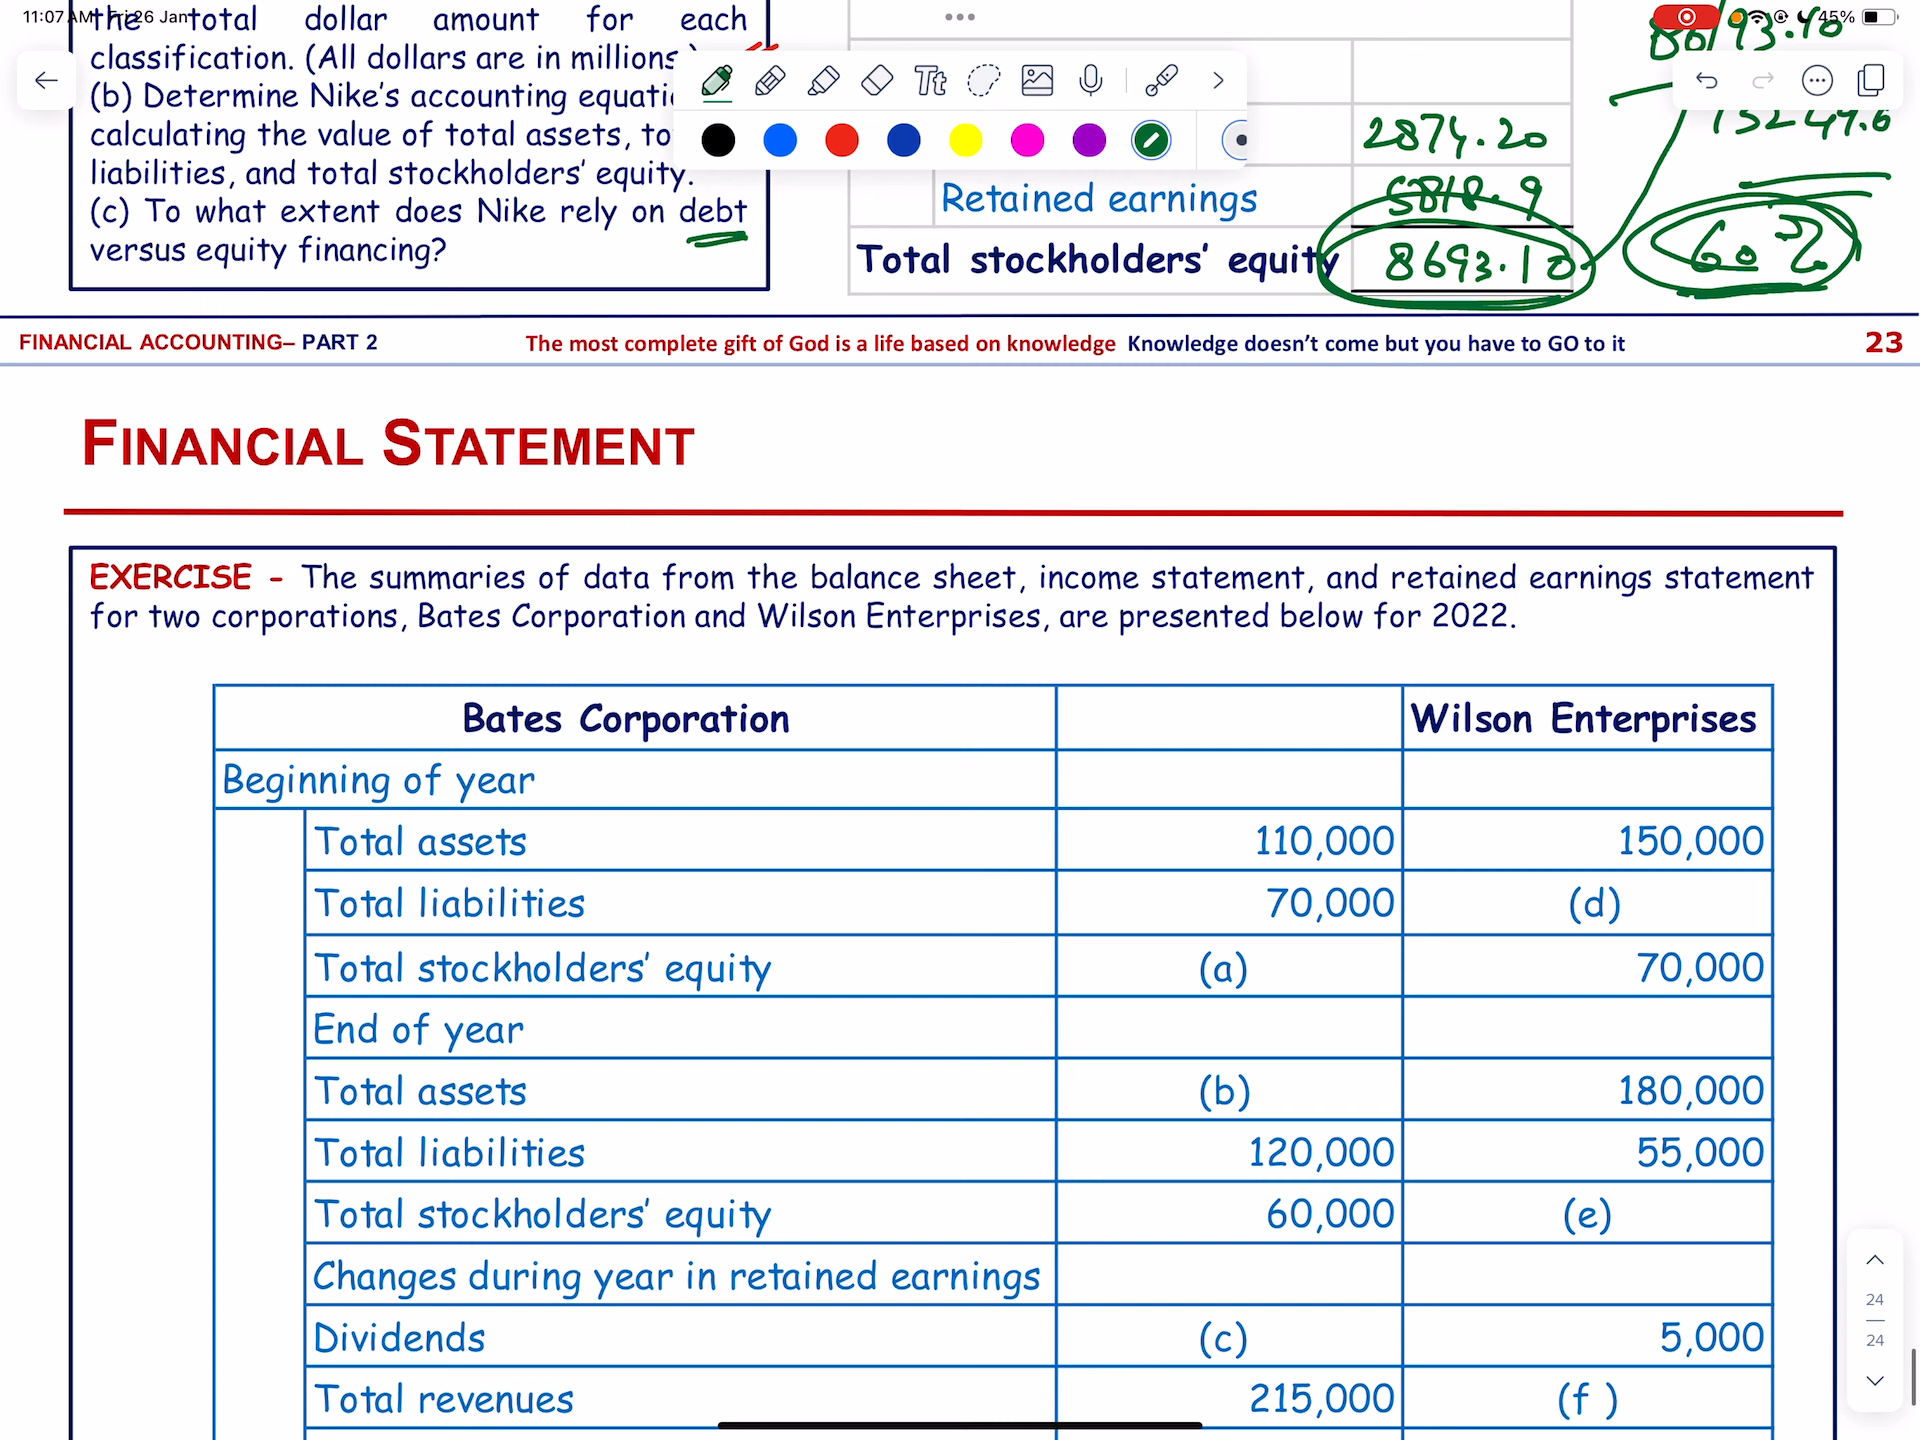 11:07 AM Fri 26 Jan
45%
the total dollar amount for each
classification. (All dollars are in millions.)
(b) Determine Nike's accounting
calculating the value of total assets,
liabilities, and total stockholders' equity.
(c) To what extent does Nike rely on debt
versus equity financing?
Tt
2874.20
Retained earnings 5818.9
Total stockholders' equity 8693.10
60%
FINANCIAL ACCOUNTING– PART 2 The most complete gift of God is a life based on knowledge Knowledge doesn't come but you have to GO to it 23
FINANCIAL STATEMENT
EXERCISE - The summaries of data from the balance sheet, income statement, and retained earnings statement
for two corporations, Bates Corporation and Wilson Enterprises, are presented below for 2022.
Bates Corporation Wilson Enterprises
Beginning of year
Total assets 110,000 150,000
Total liabilities 70,000 (d)
Total stockholders' equity (a) 70,000
End of year
Total assets (b) 180,000
Total liabilities 120,000 55,000
Total stockholders' equity 60,000 (e)
Changes during year in retained earnings
Dividends (c) 5,000
Total revenues 215,000 (f )
24
24